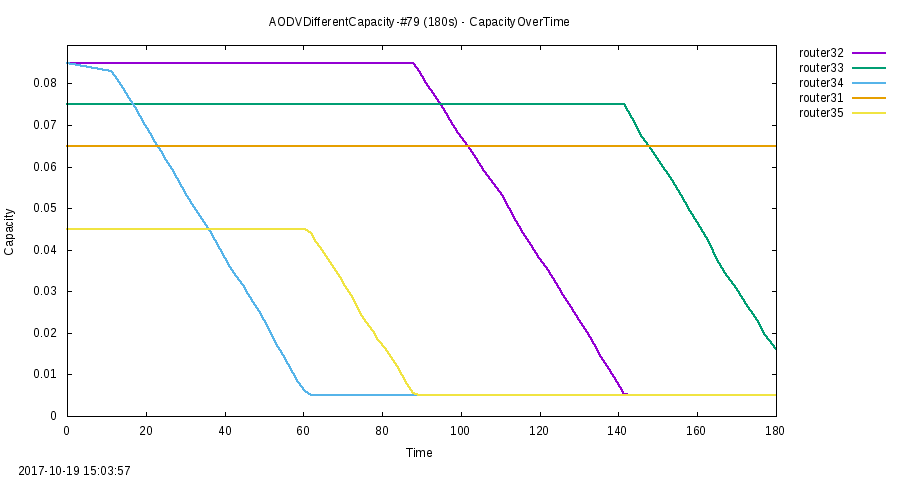 AODVDifferentCapacity-#79 (180s) - CapacityOverTime
router32
router33
router34
router31
router35
0.08
0.07
0.06
0.05
0.04
0.03
0.02
0.01
0
Capacity
0 20 40 60 80 100 120 140 160 180
Time
2017-10-19 15:03:57